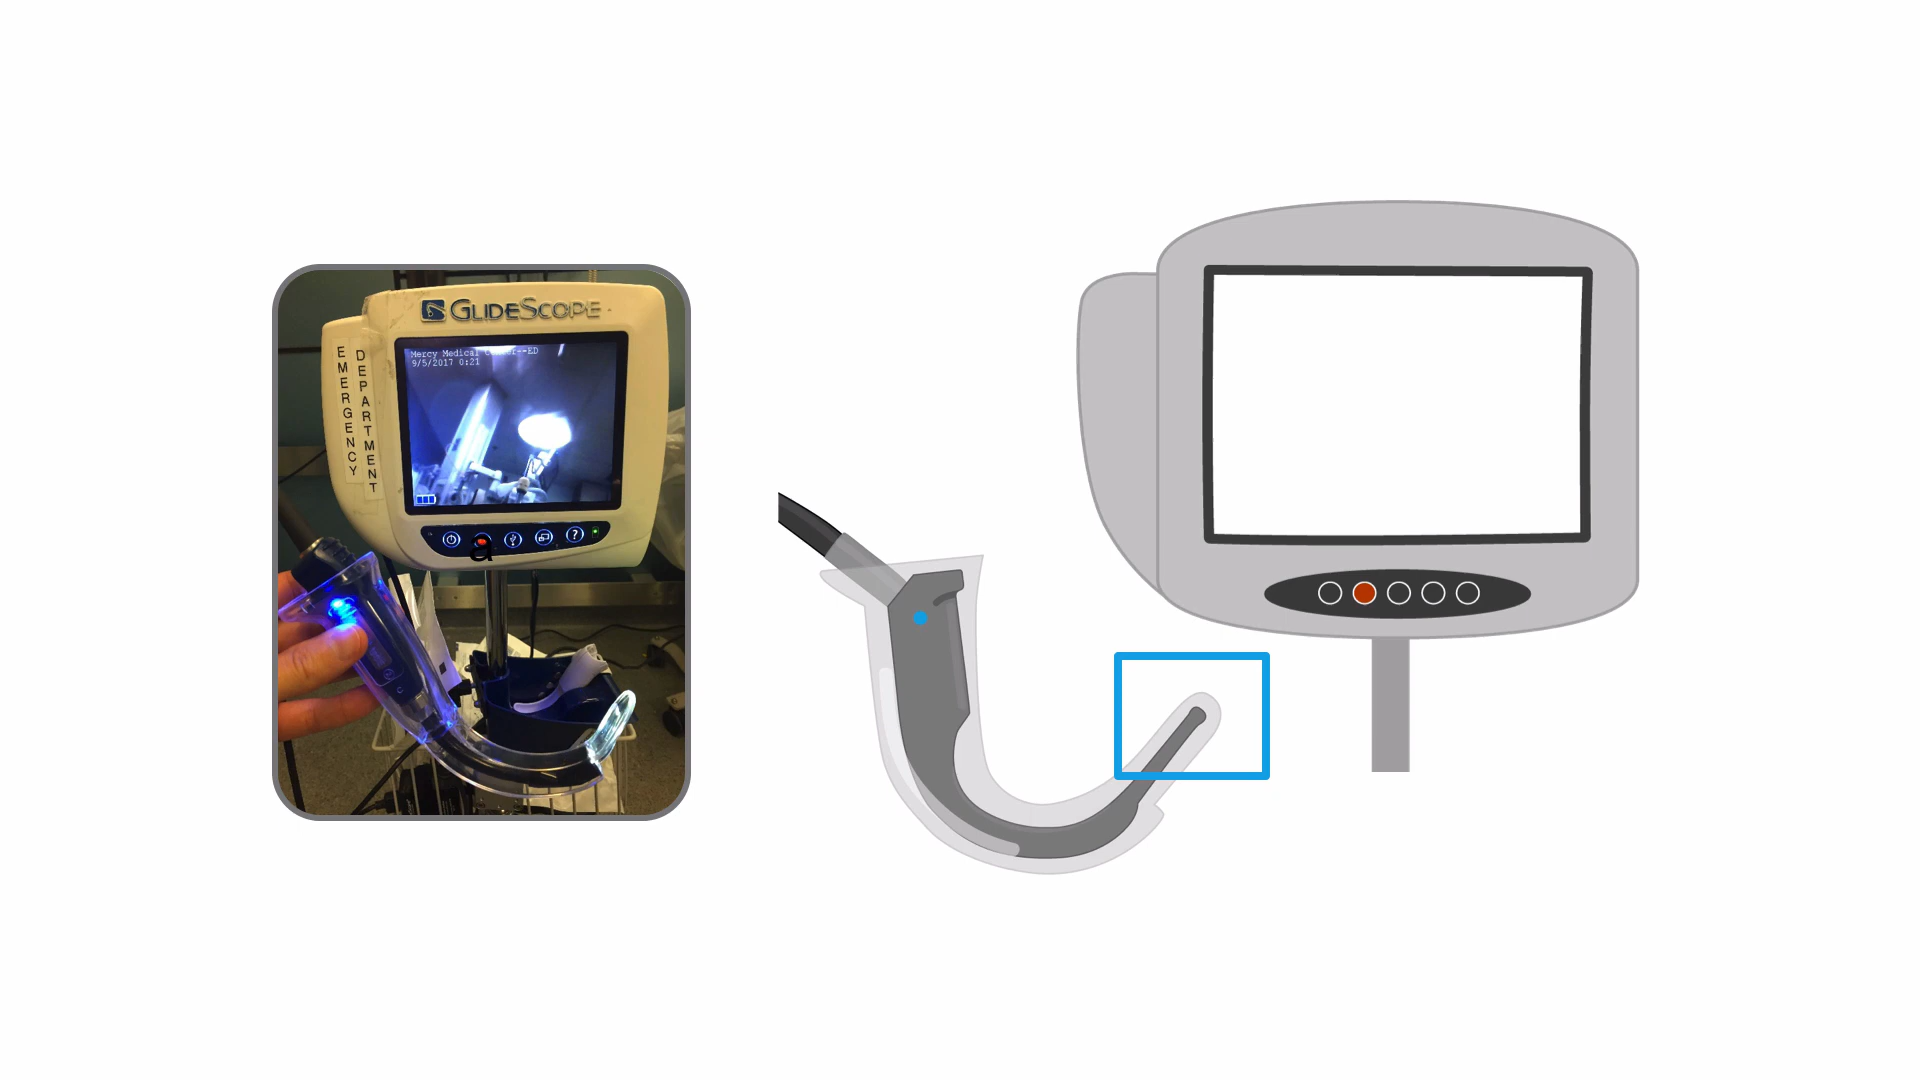 GLIDESCOPE
Mercy Medical
9/5/2017 0:21
EMERGENCY
DEPARTMENT
?
a